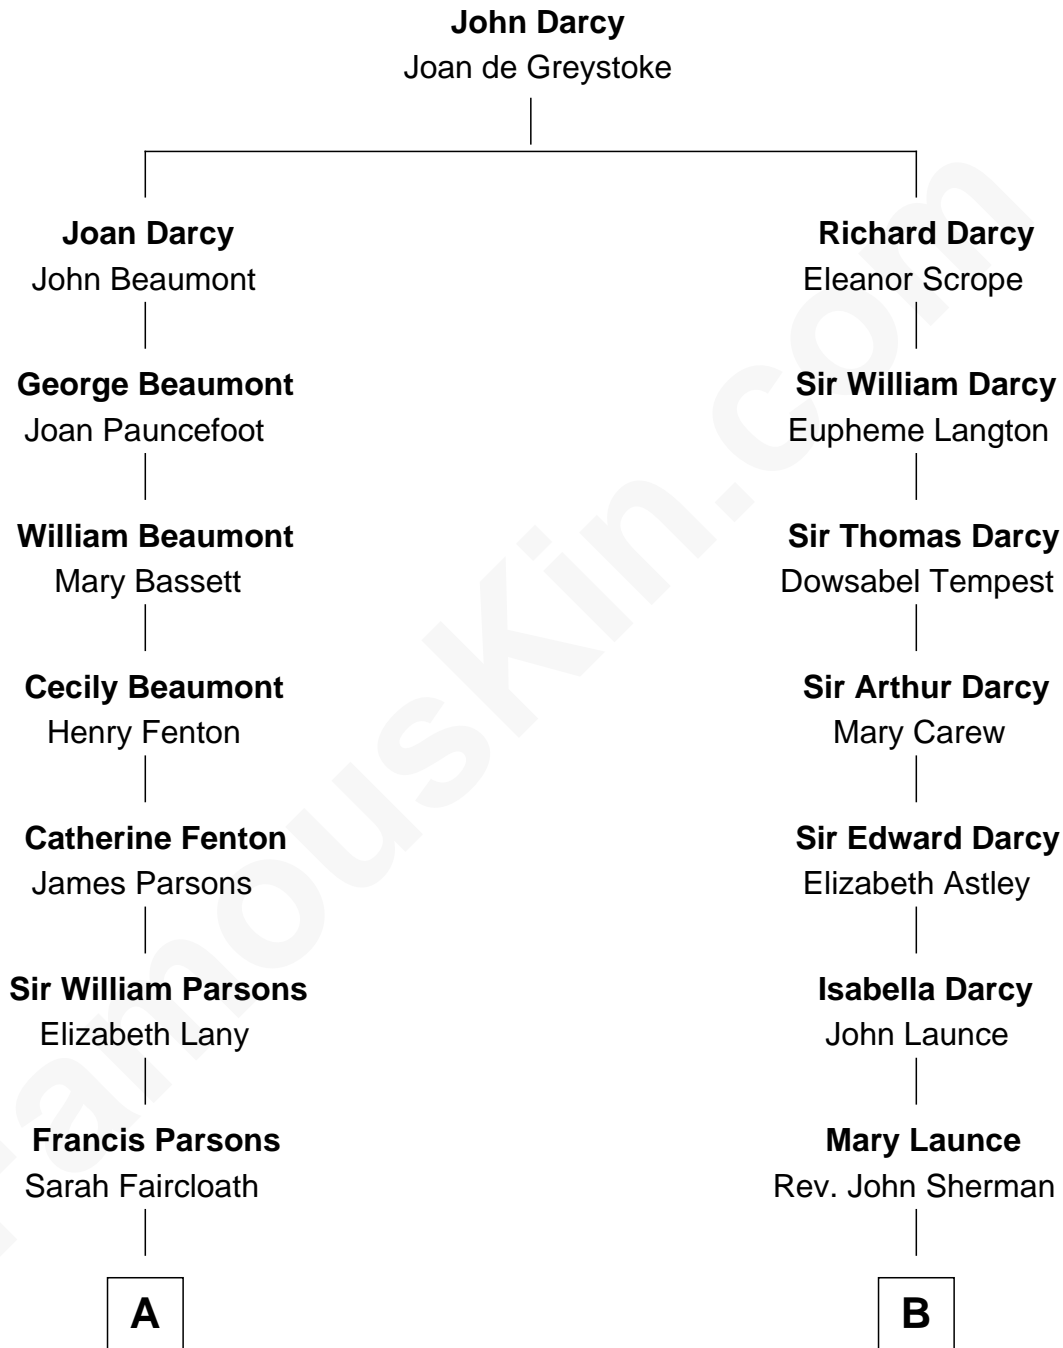 John Darcy
Joan de Greystoke
Joan Darcy
John Beaumont
Richard Darcy
Eleanor Scrope
George Beaumont
Joan Pauncefoot
Sir William Darcy
Eupheme Langton
William Beaumont
Mary Bassett
Sir Thomas Darcy
Dowsabel Tempest
Cecily Beaumont
Henry Fenton
Sir Arthur Darcy
Mary Carew
Catherine Fenton
James Parsons
Sir Edward Darcy
Elizabeth Astley
Sir William Parsons
Elizabeth Lany
Isabella Darcy
John Launce
Francis Parsons
Sarah Faircloath
Mary Launce
Rev. John Sherman
A
B
FamousKin.com